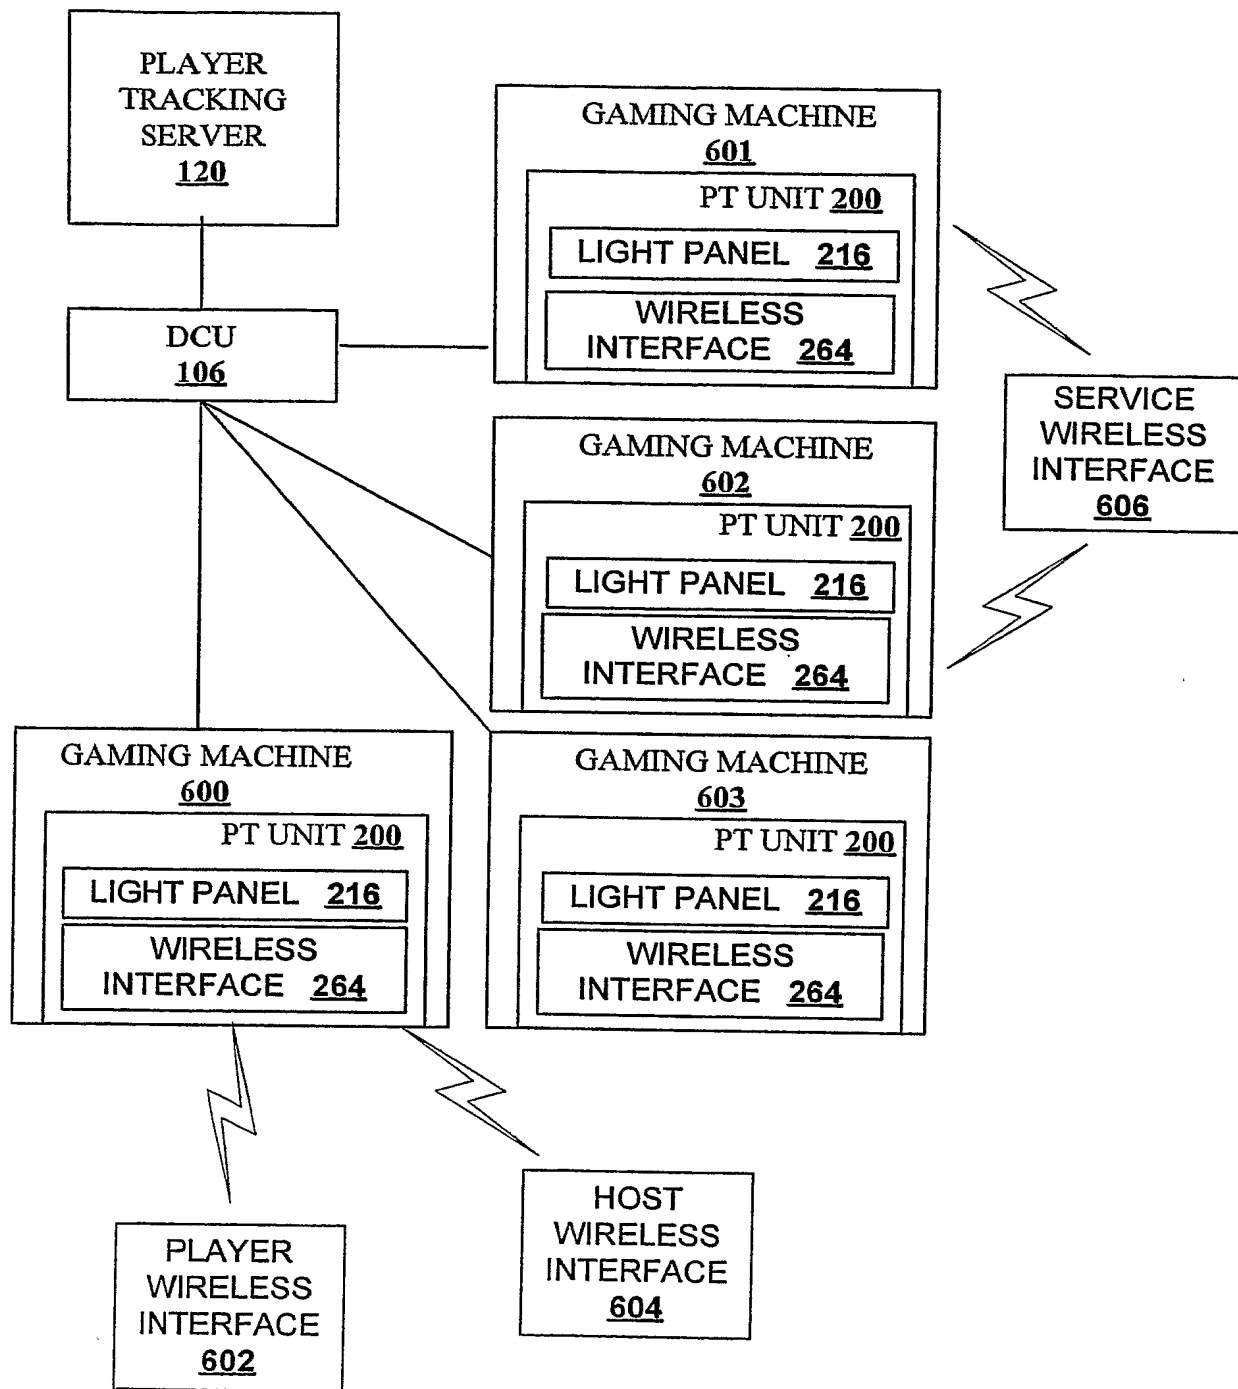 PLAYER
TRACKING
SERVER
120
DCU
106
GAMING MACHINE
601
PT UNIT 200
LIGHT PANEL 216
WIRELESS
INTERFACE 264
GAMING MACHINE
602
PT UNIT 200
LIGHT PANEL 216
WIRELESS
INTERFACE 264
SERVICE
WIRELESS
INTERFACE
606
GAMING MACHINE
600
PT UNIT 200
LIGHT PANEL 216
WIRELESS
INTERFACE 264
GAMING MACHINE
603
PT UNIT 200
LIGHT PANEL 216
WIRELESS
INTERFACE 264
PLAYER
WIRELESS
INTERFACE
602
HOST
WIRELESS
INTERFACE
604